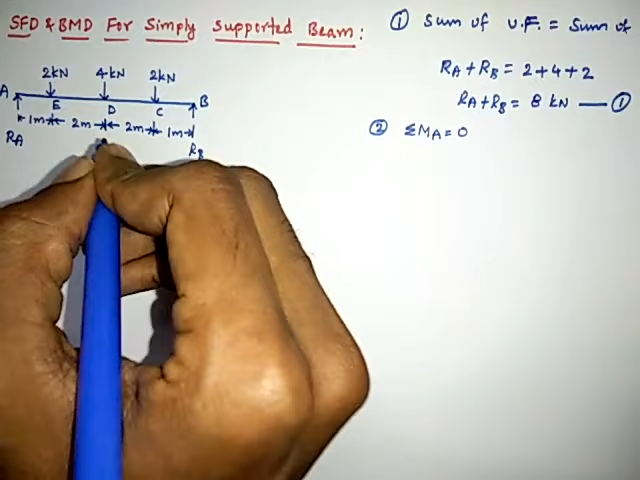 SFD & BMD For Simply Supported Beam :
2kN 4kN 2kN
A E D C B
1m 2m 2m 1m
RA RB
① Sum of U.F. = Sum of
RA + RB = 2+4+2
RA + RB = 8 kN — ①
② ΣMA = 0